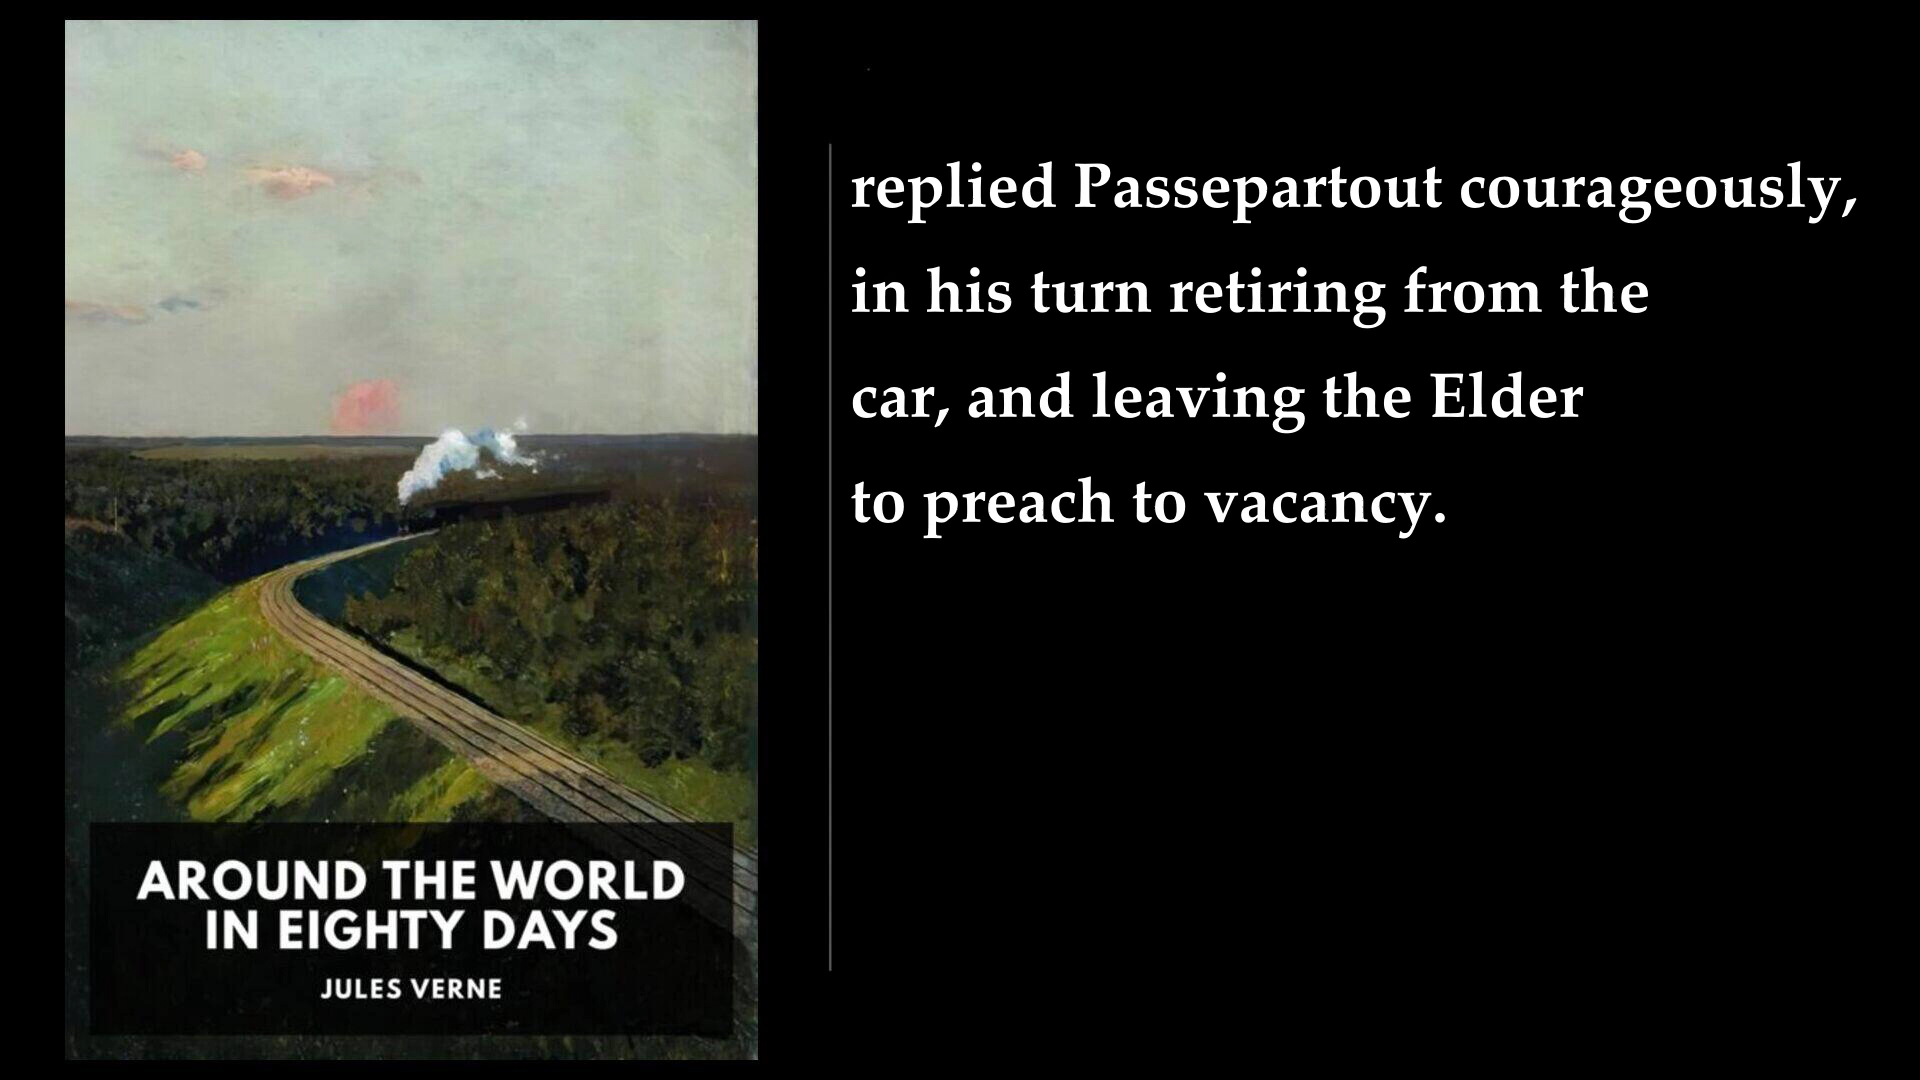 replied Passepartout courageously,
in his turn retiring from the
car, and leaving the Elder
to preach to vacancy.
AROUND THE WORLD
IN EIGHTY DAYS
JULES VERNE